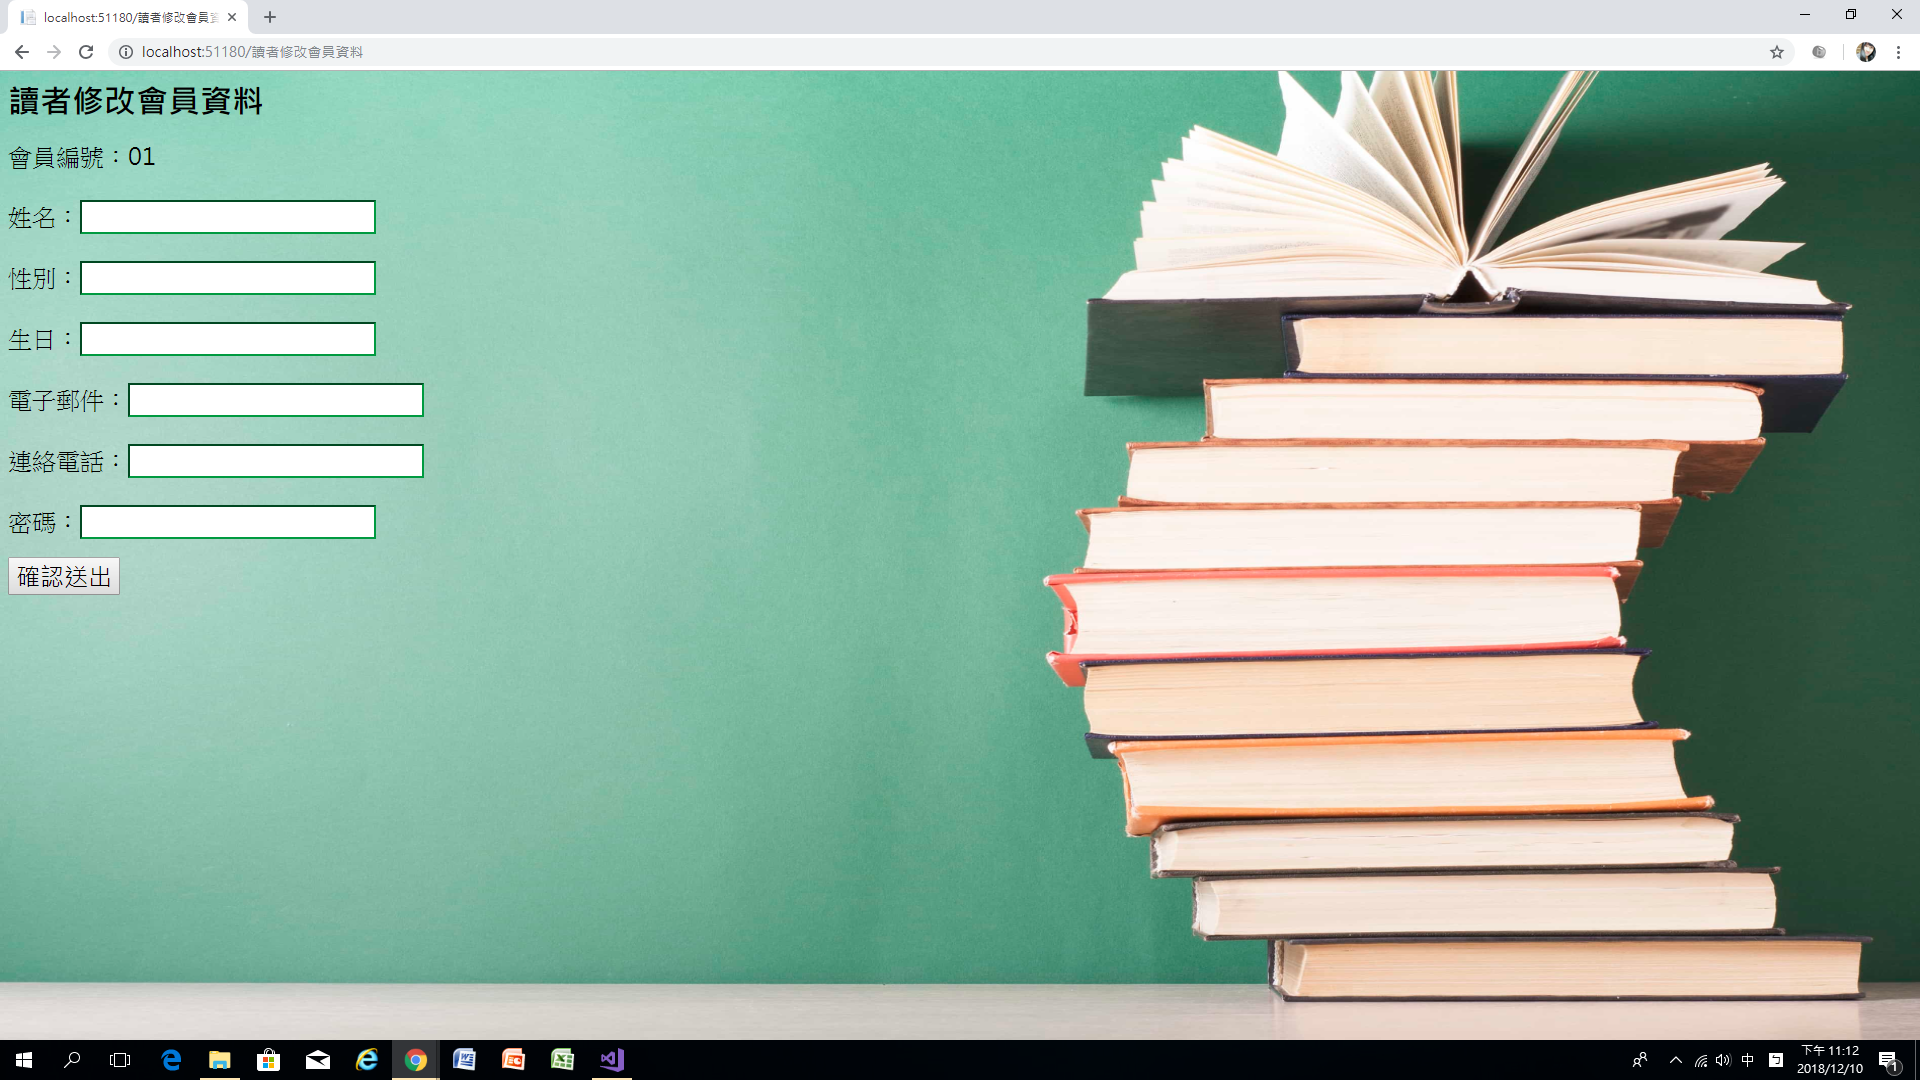 localhost:51180/讀者修改會員資
localhost:51180/讀者修改會員資料
讀者修改會員資料
會員編號：01
姓名：
性別：
生日：
電子郵件：
連絡電話：
密碼：
確認送出
中
下午 11:12
2018/12/10
1